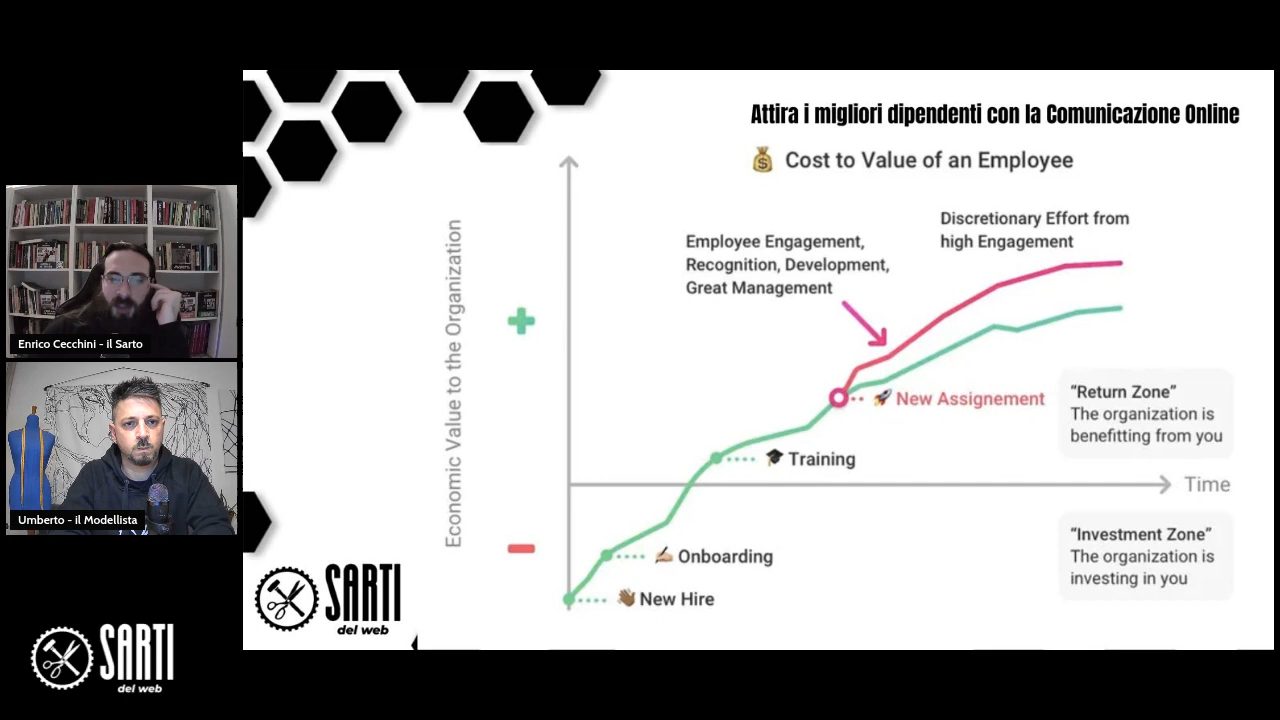 Attira i migliori dipendenti con la Comunicazione Online
💰 Cost to Value of an Employee
Economic Value to the Organization
Discretionary Effort from
high Engagement
Employee Engagement,
Recognition, Development,
Great Management
New Assignement
"Return Zone"
The organization is
benefitting from you
Training
Time
"Investment Zone"
The organization is
investing in you
Onboarding
New Hire
Enrico Cecchini - il Sarto
Umberto - il Modellista
SARTI
del web
SARTI
del web